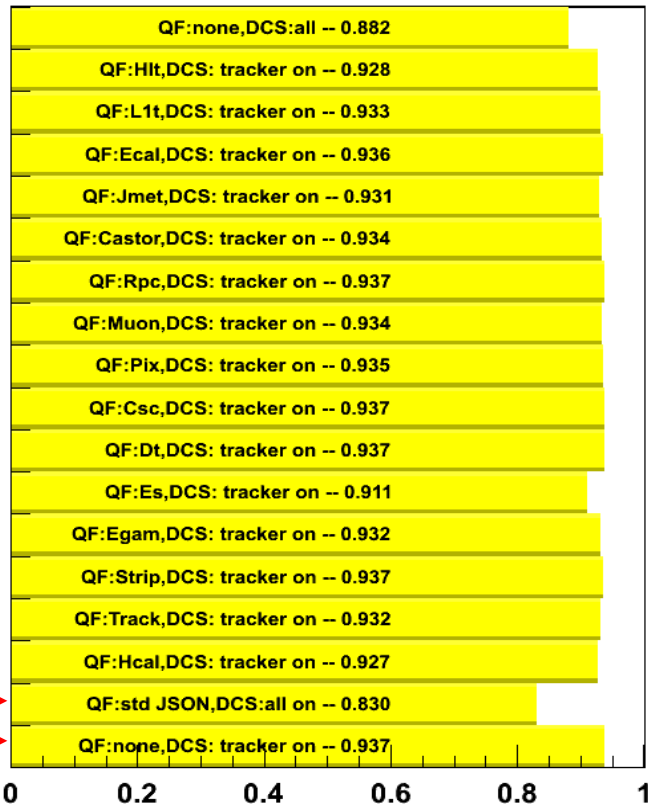 QF:none,DCS:all -- 0.882
QF:Hlt,DCS: tracker on -- 0.928
QF:L1t,DCS: tracker on -- 0.933
QF:Ecal,DCS: tracker on -- 0.936
QF:Jmet,DCS: tracker on -- 0.931
QF:Castor,DCS: tracker on -- 0.934
QF:Rpc,DCS: tracker on -- 0.937
QF:Muon,DCS: tracker on -- 0.934
QF:Pix,DCS: tracker on -- 0.935
QF:Csc,DCS: tracker on -- 0.937
QF:Dt,DCS: tracker on -- 0.937
QF:Es,DCS: tracker on -- 0.911
QF:Egam,DCS: tracker on -- 0.932
QF:Strip,DCS: tracker on -- 0.937
QF:Track,DCS: tracker on -- 0.932
QF:Hcal,DCS: tracker on -- 0.927
QF:std JSON,DCS:all on -- 0.830
QF:none,DCS: tracker on -- 0.937
0 0.2 0.4 0.6 0.8 1